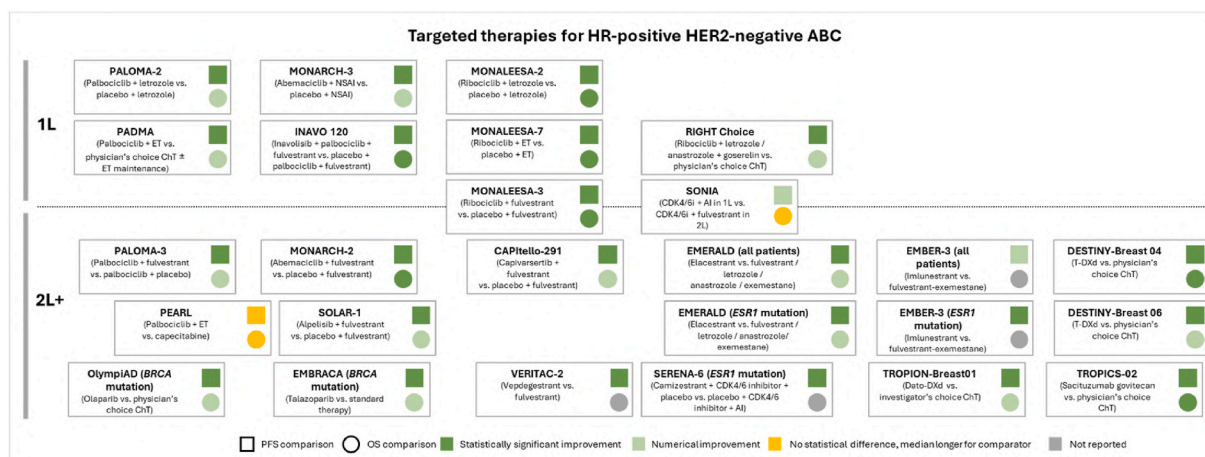 Targeted therapies for HR-positive HER2-negative ABC
1L
PALOMA-2
(Palbociclib + letrozole vs.
placebo + letrozole)
MONARCH-3
(Abemaciclib + NSAI vs.
placebo + NSAI)
MONALEESA-2
(Ribociclib + letrozole vs.
placebo + letrozole)
PADMA
(Palbociclib + ET vs.
physician's choice ChT ±
ET maintenance)
INAVO 120
(Inavolisib + palbociclib +
fulvestrant vs. placebo +
palbociclib + fulvestrant)
MONALEESA-7
(Ribociclib + ET vs.
placebo + ET)
RIGHT Choice
(Ribociclib + letrozole /
anastrozole + goserelin vs.
physician's choice ChT)
MONALEESA-3
(Ribociclib + fulvestrant
vs. placebo + fulvestrant)
SONIA
(CDK4/6i + AI in 1L vs.
CDK4/6i + fulvestrant in
2L)
2L+
PALOMA-3
(Palbociclib + fulvestrant
vs. palbociclib + placebo)
MONARCH-2
(Abemaciclib + fulvestrant
vs. placebo + fulvestrant)
CAPItello-291
(Capivasertib +
fulvestrant
vs. placebo + fulvestrant)
EMERALD (all patients)
(Elacestrant vs. fulvestrant /
letrozole /
anastrozole / exemestane)
EMBER-3 (all
patients)
(Imlunestrant vs.
fulvestrant-exemestane)
DESTINY-Breast 04
(T-DXd vs. physician's
choice ChT)
PEARL
(Palbociclib + ET
vs. capecitabine)
SOLAR-1
(Alpelisib + fulvestrant
vs. placebo + fulvestrant)
EMERALD (ESR1 mutation)
(Elacestrant vs. fulvestrant /
letrozole / anastrozole/
exemestane)
EMBER-3 (ESR1
mutation)
(Imlunestrant vs.
fulvestrant-exemestane)
DESTINY-Breast 06
(T-DXd vs. physician's
choice ChT)
OlympiAD (BRCA
mutation)
(Olaparib vs. physician's
choice ChT)
EMBRACA (BRCA
mutation)
(Talazoparib vs. standard
therapy)
VERITAC-2
(Vepdegestrant vs.
fulvestrant)
SERENA-6 (ESR1 mutation)
(Camizestrant + CDK4/6 inhibitor +
placebo vs. placebo + CDK4/6
inhibitor + AI)
TROPION-Breast01
(Dato-DXd vs.
investigator's choice ChT)
TROPICS-02
(Sacituzumab govitecan
vs. physician's choice
ChT)
PFS comparison
OS comparison
Statistically significant improvement
Numerical improvement
No statistical difference, median longer for comparator
Not reported